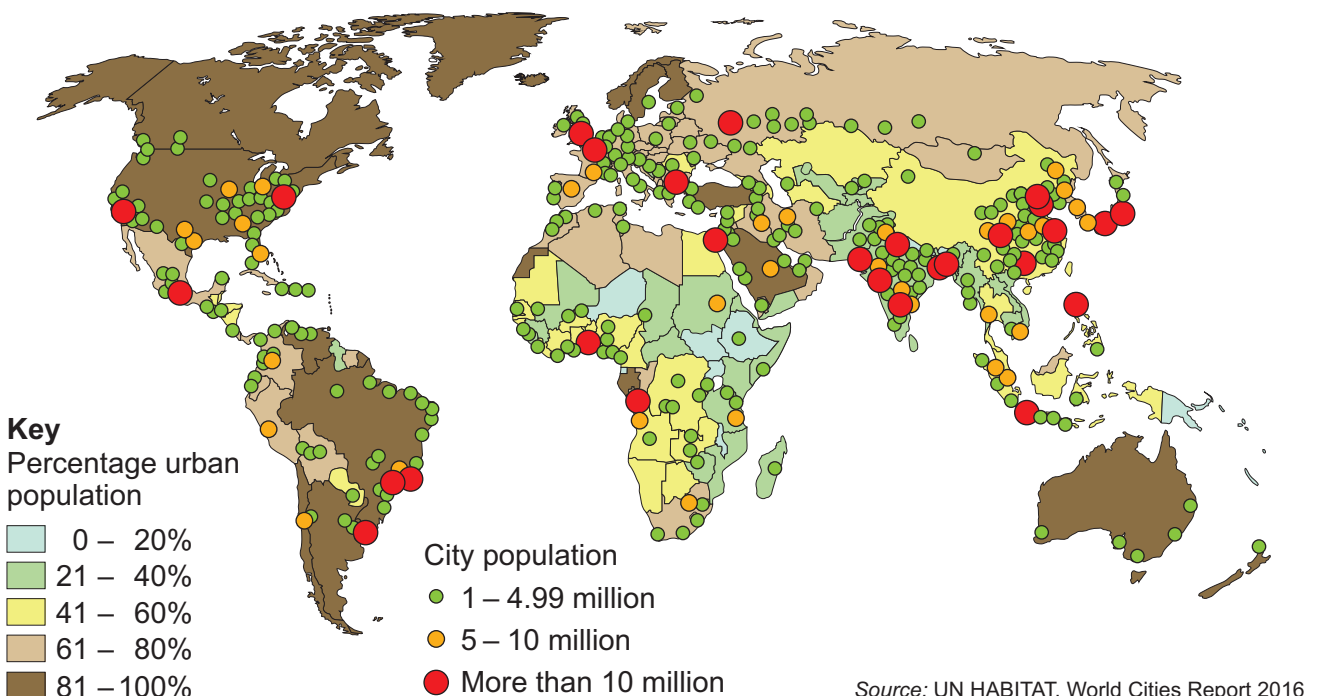 Key
Percentage urban
population
0 – 20%
21 – 40%
41 – 60%
61 – 80%
81 – 100%
City population
1 – 4.99 million
5 – 10 million
More than 10 million
Source: UN HABITAT, World Cities Report 2016